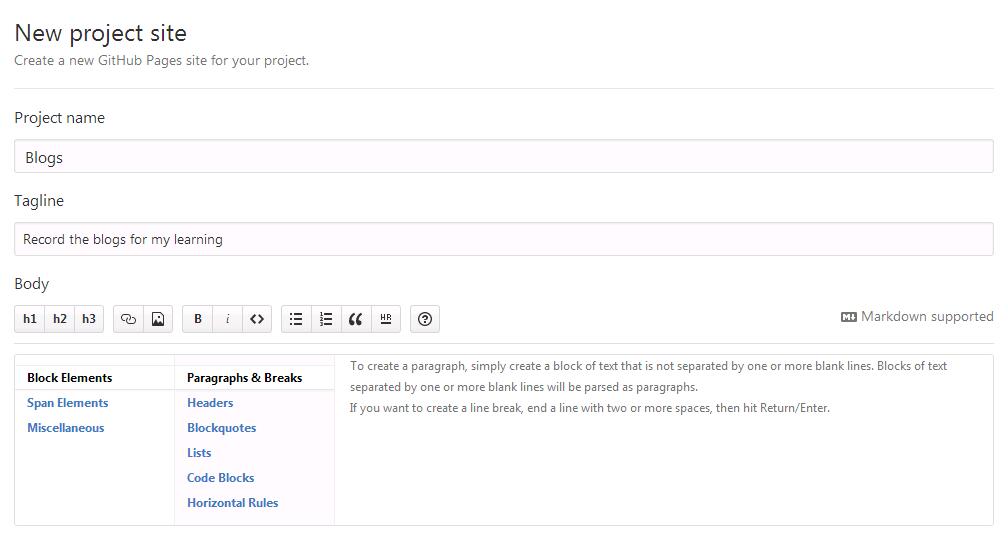 New project site
Create a new GitHub Pages site for your project.
Project name
Blogs
Tagline
Record the blogs for my learning
Body
h1 h2 h3 B i <> HR ? M↓ Markdown supported
Block Elements
Span Elements
Miscellaneous
Paragraphs & Breaks
Headers
Blockquotes
Lists
Code Blocks
Horizontal Rules
To create a paragraph, simply create a block of text that is not separated by one or more blank lines. Blocks of text
separated by one or more blank lines will be parsed as paragraphs.
If you want to create a line break, end a line with two or more spaces, then hit Return/Enter.